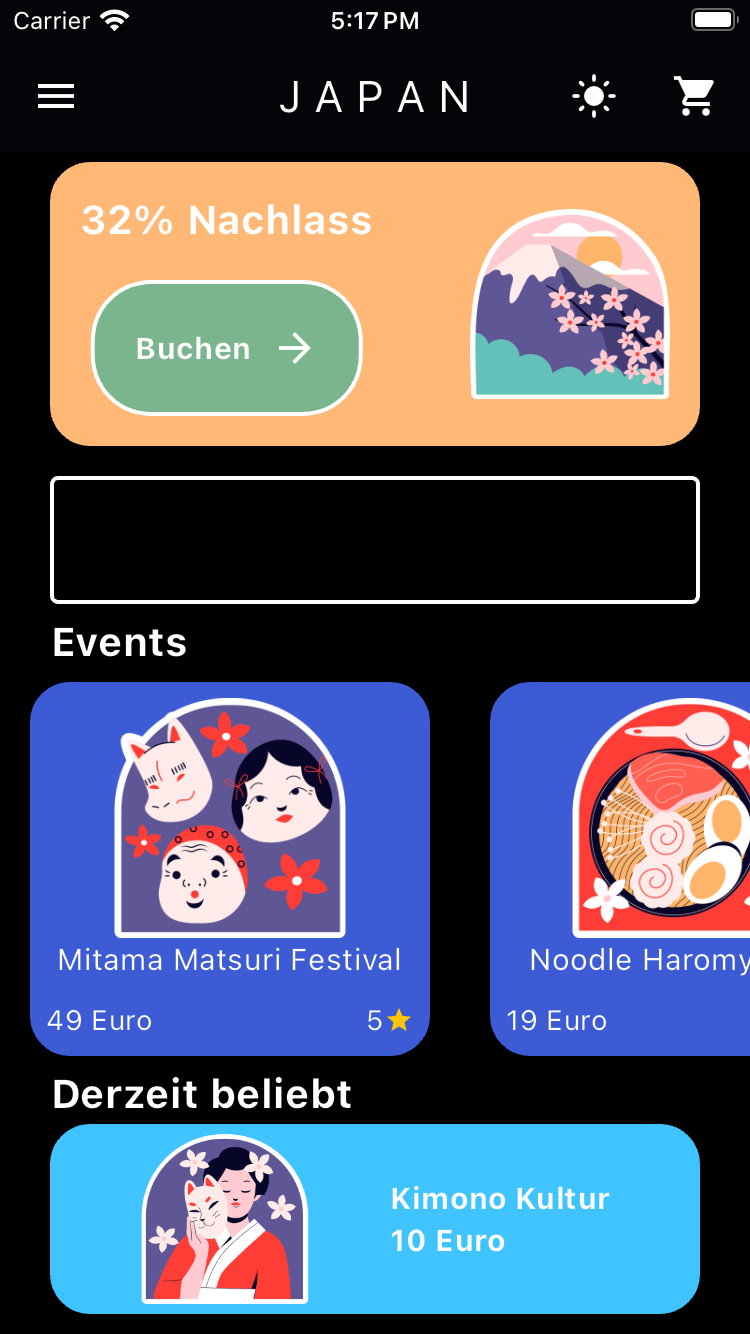 Carrier 5:17 PM
JAPAN
32% Nachlass
Buchen
Events
Mitama Matsuri Festival
49 Euro 5
Noodle Haromy
19 Euro
Derzeit beliebt
Kimono Kultur
10 Euro